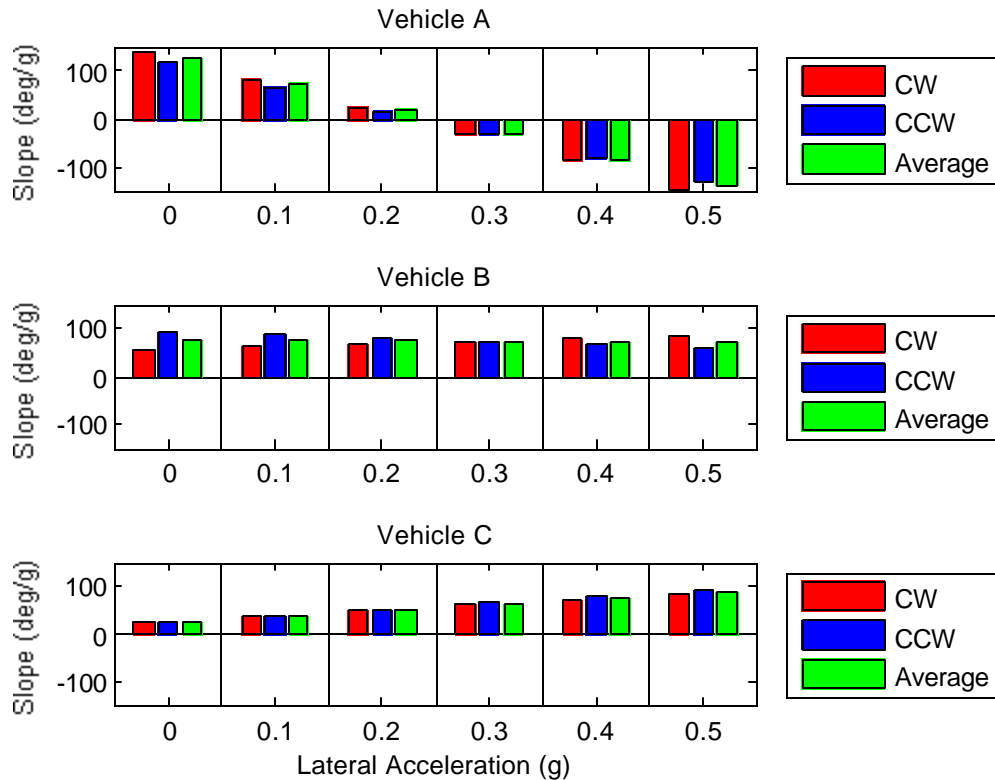 Vehicle A
Slope (deg/g)
100
0
-100
0 0.1 0.2 0.3 0.4 0.5
CW
CCW
Average
Vehicle B
Slope (deg/g)
100
0
-100
0 0.1 0.2 0.3 0.4 0.5
CW
CCW
Average
Vehicle C
Slope (deg/g)
100
0
-100
0 0.1 0.2 0.3 0.4 0.5
Lateral Acceleration (g)
CW
CCW
Average